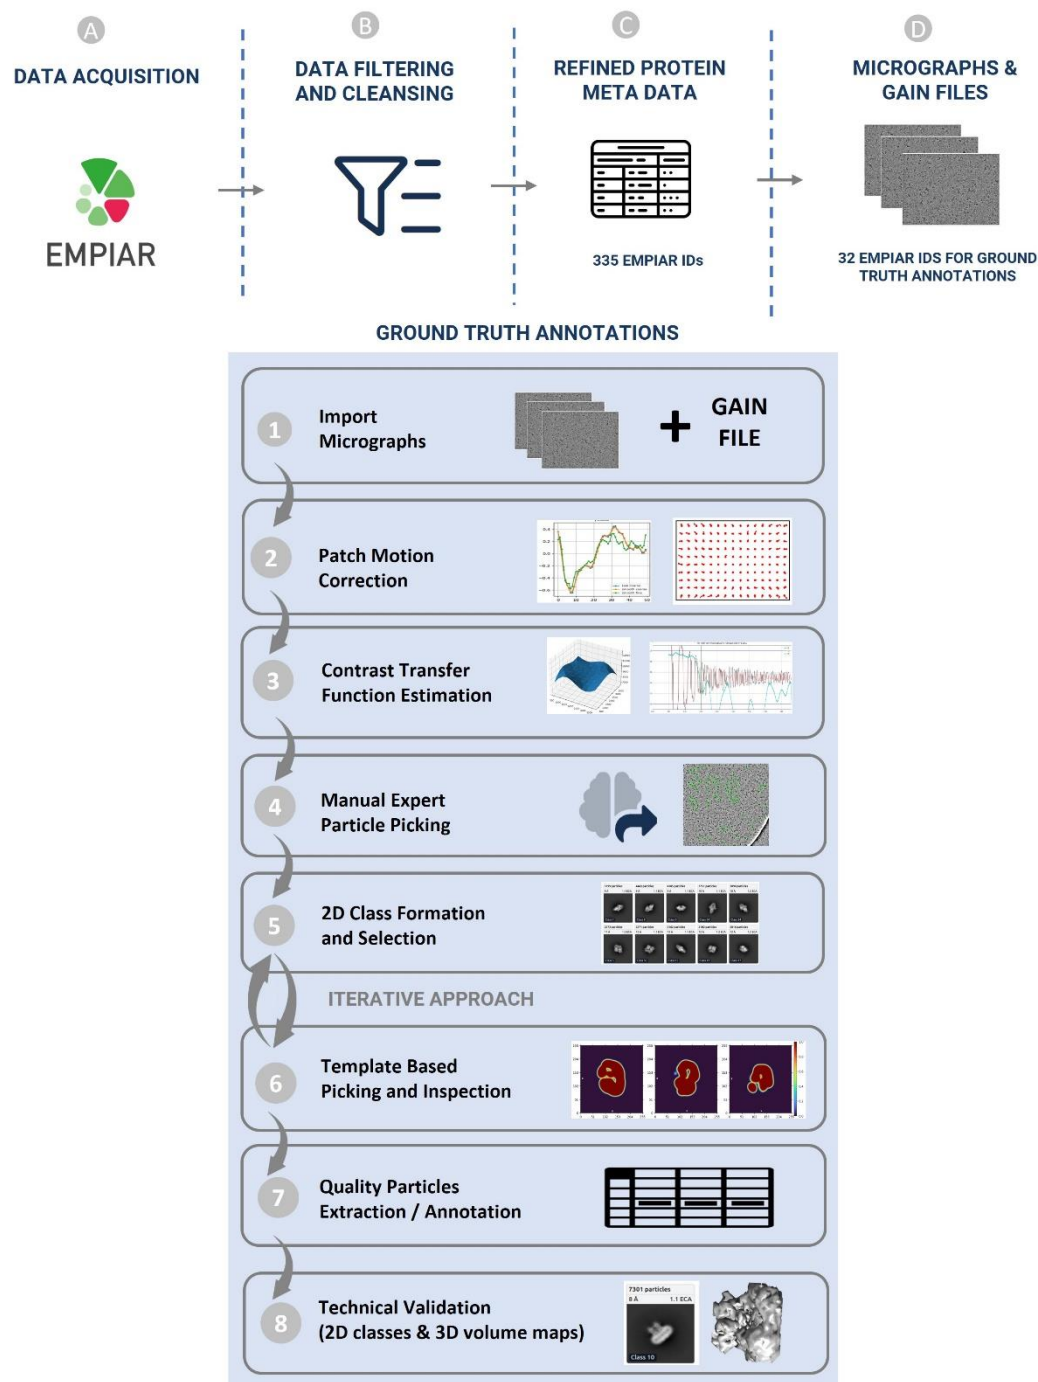 A
B
C
D
DATA ACQUISITION
DATA FILTERING
AND CLEANSING
REFINED PROTEIN
META DATA
MICROGRAPHS &
GAIN FILES
EMPIAR
335 EMPIAR IDs
32 EMPIAR IDS FOR GROUND
TRUTH ANNOTATIONS
GROUND TRUTH ANNOTATIONS
1
Import
Micrographs
+
GAIN
FILE
2
Patch Motion
Correction
3
Contrast Transfer
Function Estimation
4
Manual Expert
Particle Picking
5
2D Class Formation
and Selection
ITERATIVE APPROACH
6
Template Based
Picking and Inspection
7
Quality Particles
Extraction / Annotation
8
Technical Validation
(2D classes & 3D volume maps)
7301 particles
8 Å 1.1 ECA
Class 10